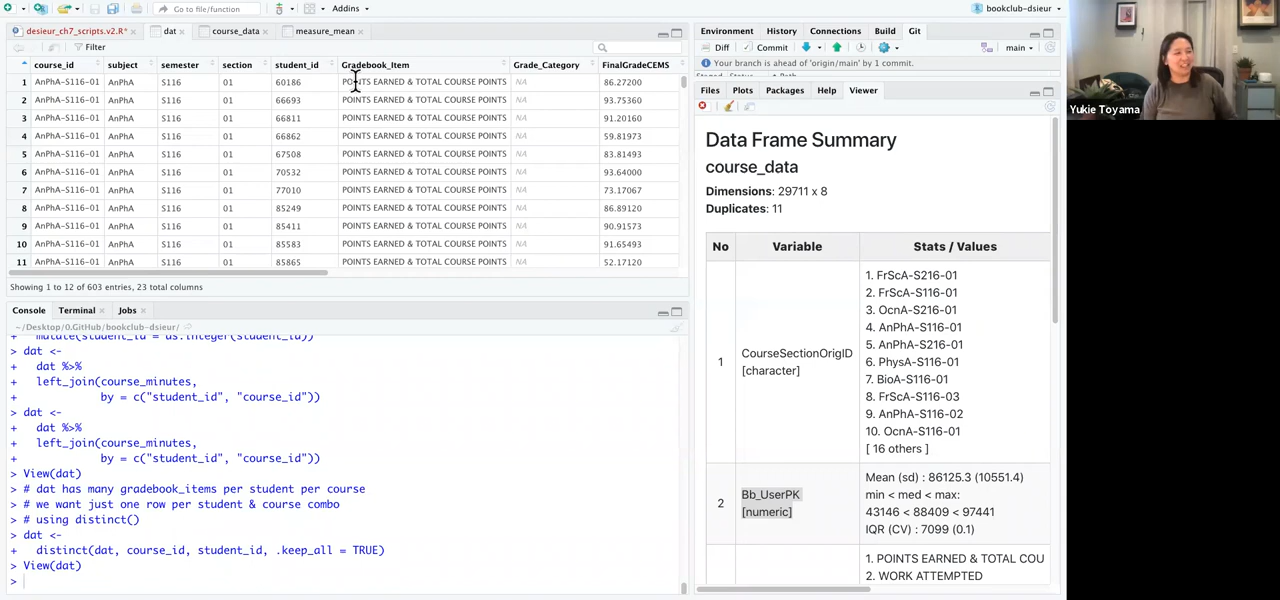 Go to file/function
Addins
bookclub-dsieur
desieur_ch7_scripts.v2.R*
dat
course_data
measure_mean
Filter
course_id subject semester section student_id Gradebook_Item Grade_Category FinalGradeCEMS
1 AnPhA-S116-01 AnPhA S116 01 60186 POINTS EARNED & TOTAL COURSE POINTS NA 86.27200
2 AnPhA-S116-01 AnPhA S116 01 66693 POINTS EARNED & TOTAL COURSE POINTS NA 93.75360
3 AnPhA-S116-01 AnPhA S116 01 66811 POINTS EARNED & TOTAL COURSE POINTS NA 91.20160
4 AnPhA-S116-01 AnPhA S116 01 66862 POINTS EARNED & TOTAL COURSE POINTS NA 59.81973
5 AnPhA-S116-01 AnPhA S116 01 67508 POINTS EARNED & TOTAL COURSE POINTS NA 83.81493
6 AnPhA-S116-01 AnPhA S116 01 70532 POINTS EARNED & TOTAL COURSE POINTS NA 93.64000
7 AnPhA-S116-01 AnPhA S116 01 77010 POINTS EARNED & TOTAL COURSE POINTS NA 73.17067
8 AnPhA-S116-01 AnPhA S116 01 85249 POINTS EARNED & TOTAL COURSE POINTS NA 86.89120
9 AnPhA-S116-01 AnPhA S116 01 85411 POINTS EARNED & TOTAL COURSE POINTS NA 90.91573
10 AnPhA-S116-01 AnPhA S116 01 85583 POINTS EARNED & TOTAL COURSE POINTS NA 91.65493
11 AnPhA-S116-01 AnPhA S116 01 85865 POINTS EARNED & TOTAL COURSE POINTS NA 52.17120
Showing 1 to 12 of 603 entries, 23 total columns
Console Terminal Jobs
~/Desktop/0.GitHub/bookclub-dsieur/
+ mutate(student_id = as.integer(student_id))
> dat <-
+ dat %>%
+ left_join(course_minutes,
+ by = c("student_id", "course_id"))
> dat <-
+ dat %>%
+ left_join(course_minutes,
+ by = c("student_id", "course_id"))
> View(dat)
> # dat has many gradebook_items per student per course
> # we want just one row per student & course combo
> # using distinct()
> dat <-
+ distinct(dat, course_id, student_id, .keep_all = TRUE)
> View(dat)
>
Environment History Connections Build Git
Diff Commit main
Your branch is ahead of 'origin/main' by 1 commit.
Files Plots Packages Help Viewer
Data Frame Summary
course_data
Dimensions: 29711 x 8
Duplicates: 11
No Variable Stats / Values
1 CourseSectionOrigID
[character]
1. FrScA-S216-01
2. FrScA-S116-01
3. OcnA-S216-01
4. AnPhA-S116-01
5. AnPhA-S216-01
6. PhysA-S116-01
7. BioA-S116-01
8. FrScA-S116-03
9. AnPhA-S116-02
10. OcnA-S116-01
[ 16 others ]
2 Bb_UserPK
[numeric]
Mean (sd) : 86125.3 (10551.4)
min < med < max:
43146 < 88409 < 97441
IQR (CV) : 7099 (0.1)
1. POINTS EARNED & TOTAL COU
2. WORK ATTEMPTED
Yukie Toyama